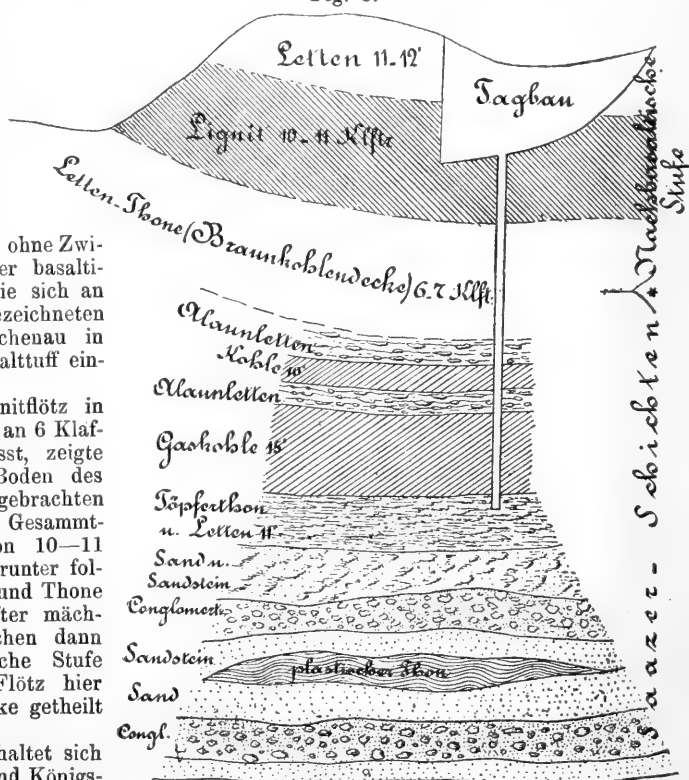 Letten 11-12'
Tagbau
Lignit 10-11 Klftr
Letten-Thone (Braunkohlendecke) 6-7 Klft.
Alaunletten
Kohle 10'
Alaunletten
Gaskohle 15'
Töpferthon
u. Letten 11'
Sand u.
Sandstein
Conglomert.
Sandstein
plastischer Thon
Sand
Congl.
Saazer-Schichten * Nachbasaltische
Stufe
ohne Zwi-
er basalti-
ie sich an
ezeichneten
chenau in
alttuff ein-
nitflötz in
an 6 Klaf-
sst, zeigte
Boden des
gebrachten
Gesammt-
on 10—11
runter fol-
und Thone
fter mäch-
chen dann
che Stufe
Flötz hier
ke getheilt
haltet sich
nd Königs-